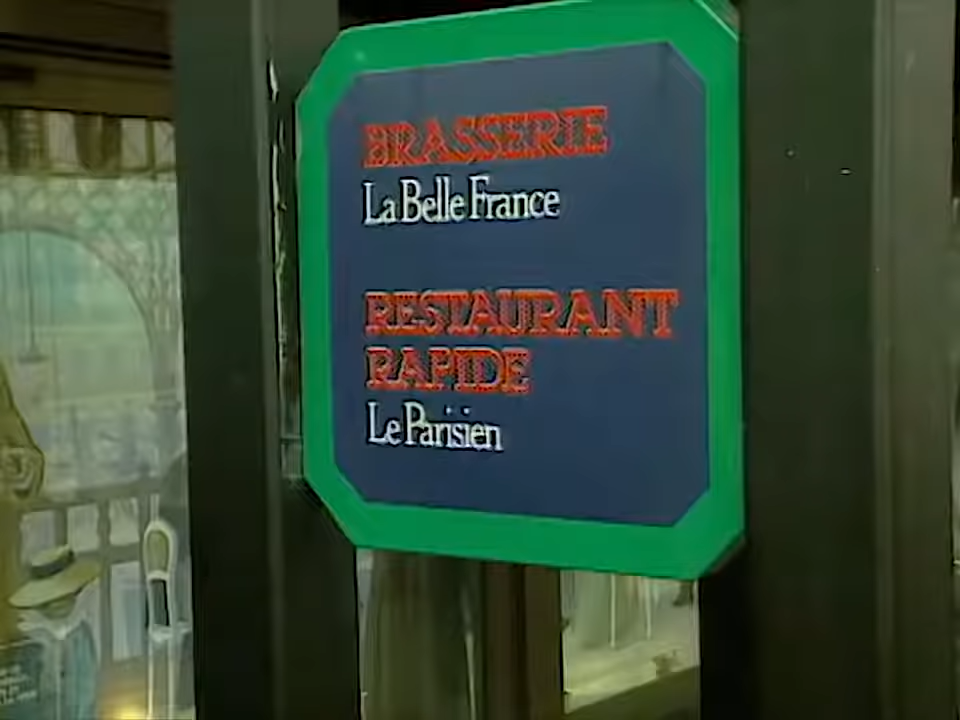 BRASSERIE
La Belle France
RESTAURANT
RAPIDE
Le Parisien